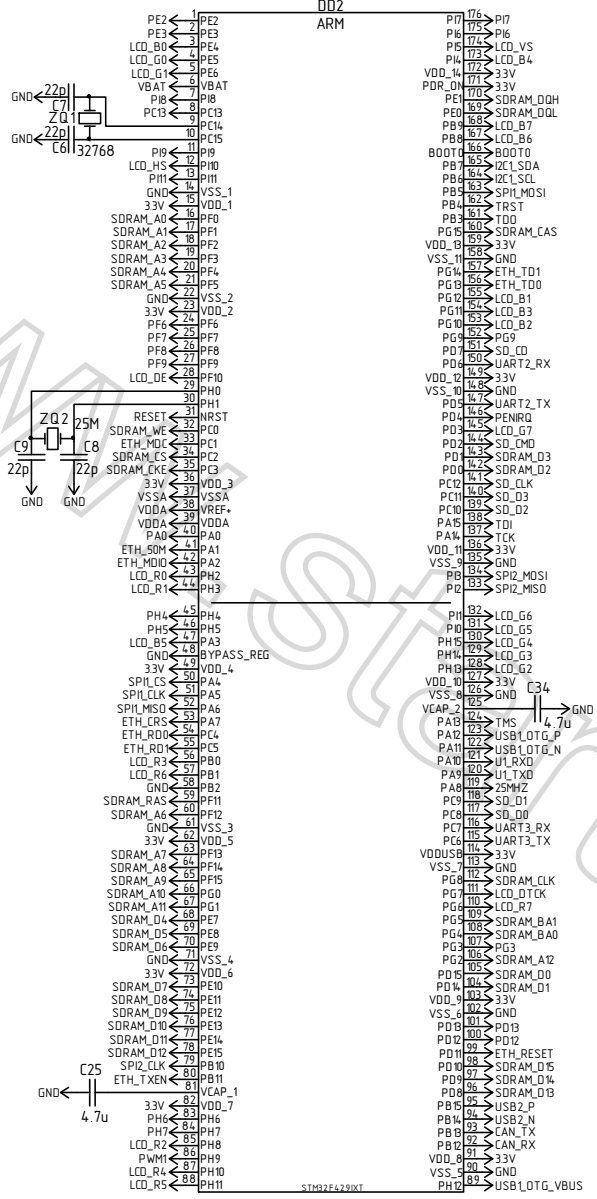 DD2
ARM
PE2 1 PE2 PI7 176 PI7
PE3 2 PE3 PI6 175 PI6
LCD_B0 3 PE4 PI5 174 LCD_VS
LCD_G0 4 PE5 PI4 173 LCD_B4
LCD_G1 5 PE6 VDD_14 172 3.3V
VBAT 6 VBAT PDR_ON 171 3.3V
PI8 7 PI8 PE1 170 SDRAM_DQH
PC13 8 PC13 PE0 169 SDRAM_DQL
9 PC14 PB9 168 LCD_B7
10 PC15 PB8 167 LCD_B6
GND 22p C7
ZQ1
GND 22p C6 32768
PI9 11 PI9 BOOT0 166 BOOT0
LCD_HS 12 PI10 PB7 165 I2C1_SDA
PI11 13 PI11 PB6 164 I2C1_SCL
GND 14 VSS_1 PB5 163 SPI1_MOSI
3.3V 15 VDD_1 PB4 162 TRST
SDRAM_A0 16 PF0 PB3 161 TDO
SDRAM_A1 17 PF1 PG15 160 SDRAM_CAS
SDRAM_A2 18 PF2 VDD_13 159 3.3V
SDRAM_A3 19 PF3 VSS_11 158 GND
SDRAM_A4 20 PF4 PG14 157 ETH_TD1
SDRAM_A5 21 PF5 PG13 156 ETH_TD0
GND 22 VSS_2 PG12 155 LCD_B1
3.3V 23 VDD_2 PG11 154 LCD_B3
PF6 24 PF6 PG10 153 LCD_B2
PF7 25 PF7 PG9 152 PG9
PF8 26 PF8 PD7 151 SD_CD
PF9 27 PF9 PD6 150 UART2_RX
LCD_DE 28 PF10 VDD_12 149 3.3V
29 PH0 VSS_10 148 GND
30 PH1 PD5 147 UART2_TX
ZQ2 25M
C9 22p GND
C8 22p GND
RESET 31 NRST PD4 146 PENIRQ
SDRAM_WE 32 PC0 PD3 145 LCD_G7
ETH_MDC 33 PC1 PD2 144 SD_CMD
SDRAM_CS 34 PC2 PD1 143 SDRAM_D3
SDRAM_CKE 35 PC3 PD0 142 SDRAM_D2
3.3V 36 VDD_3 PC12 141 SD_CLK
VSSA 37 VSSA PC11 140 SD_D3
VDDA 38 VREF+ PC10 139 SD_D2
VDDA 39 VDDA PA15 138 TDI
PA0 40 PA0 PA14 137 TCK
ETH_50M 41 PA1 VDD_11 136 3.3V
ETH_MDIO 42 PA2 VSS_9 135 GND
LCD_R0 43 PH2 PI3 134 SPI2_MOSI
LCD_R1 44 PH3 PI2 133 SPI2_MISO
PH4 45 PH4 PI1 132 LCD_G6
PH5 46 PH5 PI0 131 LCD_G5
LCD_B5 47 PA3 PH15 130 LCD_G4
GND 48 BYPASS_REG PH14 129 LCD_G3
3.3V 49 VDD_4 PH13 128 LCD_G2
SPI1_CS 50 PA4 VDD_10 127 3.3V
SPI1_CLK 51 PA5 VSS_8 126 GND
SPI1_MISO 52 PA6 VCAP_2 125 C34 4.7u GND
ETH_CRS 53 PA7 PA13 124 TMS
ETH_RD0 54 PC4 PA12 123 USB1_OTG_P
ETH_RD1 55 PC5 PA11 122 USB1_OTG_N
LCD_R3 56 PB0 PA10 121 U1_RXD
LCD_R6 57 PB1 PA9 120 U1_TXD
GND 58 PB2 PA8 119 25MHZ
SDRAM_RAS 59 PF11 PC9 118 SD_D1
SDRAM_A6 60 PF12 PC8 117 SD_D0
GND 61 VSS_3 PC7 116 UART3_RX
3.3V 62 VDD_5 PC6 115 UART3_TX
SDRAM_A7 63 PF13 VDDUSB 114 3.3V
SDRAM_A8 64 PF14 VSS_7 113 GND
SDRAM_A9 65 PF15 PG8 112 SDRAM_CLK
SDRAM_A10 66 PG0 PG7 111 LCD_DTCK
SDRAM_A11 67 PG1 PG6 110 LCD_R7
SDRAM_D4 68 PE7 PG5 109 SDRAM_BA1
SDRAM_D5 69 PE8 PG4 108 SDRAM_BA0
SDRAM_D6 70 PE9 PG3 107 PG3
GND 71 VSS_4 PG2 106 SDRAM_A12
3.3V 72 VDD_6 PD15 105 SDRAM_D0
SDRAM_D7 73 PE10 PD14 104 SDRAM_D1
SDRAM_D8 74 PE11 VDD_9 103 3.3V
SDRAM_D9 75 PE12 VSS_6 102 GND
SDRAM_D10 76 PE13 PD13 101 PD13
SDRAM_D11 77 PE14 PD12 100 PD12
SDRAM_D12 78 PE15 PD11 99 ETH_RESET
SPI2_CLK 79 PB10 PD10 98 SDRAM_D15
ETH_TXEN 80 PB11 PD9 97 SDRAM_D14
GND C25 4.7u 81 VCAP_1 PD8 96 SDRAM_D13
3.3V 82 VDD_7 PB15 95 USB2_P
PH6 83 PH6 PB14 94 USB2_N
PH7 84 PH7 PB13 93 CAN_TX
LCD_R2 85 PH8 PB12 92 CAN_RX
PWM1 86 PH9 VDD_8 91 3.3V
LCD_R4 87 PH10 VSS_5 90 GND
LCD_R5 88 PH11 PH12 89 USB1_OTG_VBUS
STM32F429IXT